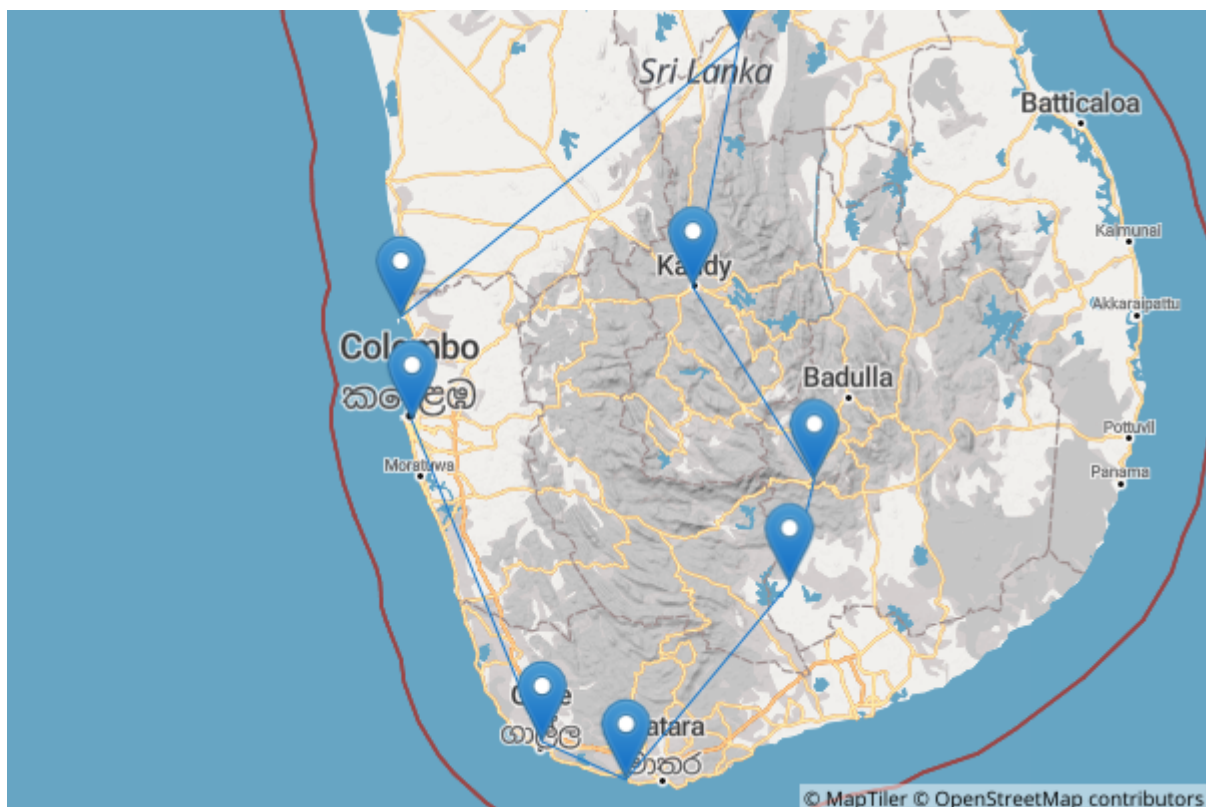 Sri Lanka
Batticaloa
Kalmunai
Kandy
Akkaraipattu
Colombo
Badulla
Pottuvil
Moratuwa
Panama
ගාල්ල
© MapTiler © OpenStreetMap contributors